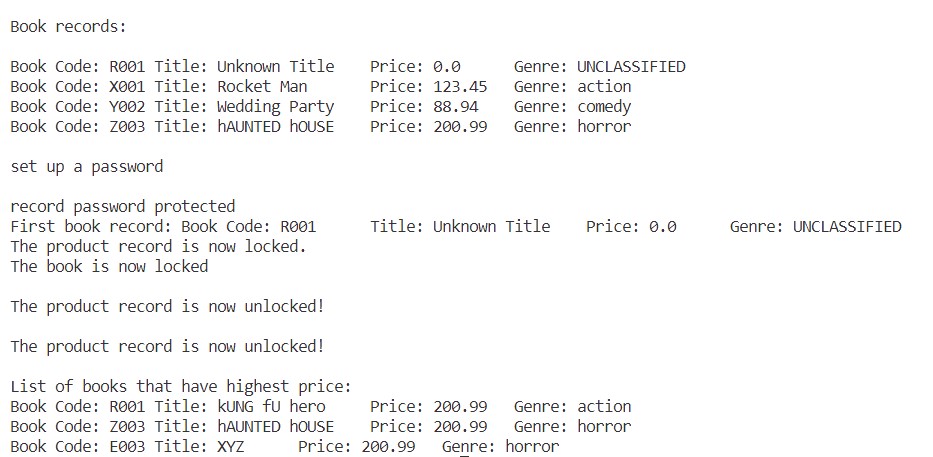 Book records:
Book Code: R001 Title: Unknown Title    Price: 0.0      Genre: UNCLASSIFIED
Book Code: X001 Title: Rocket Man       Price: 123.45   Genre: action
Book Code: Y002 Title: Wedding Party    Price: 88.94    Genre: comedy
Book Code: Z003 Title: hAUNTED hOUSE    Price: 200.99   Genre: horror
set up a password
record password protected
First book record: Book Code: R001      Title: Unknown Title    Price: 0.0      Genre: UNCLASSIFIED
The product record is now locked.
The book is now locked
The product record is now unlocked!
The product record is now unlocked!
List of books that have highest price:
Book Code: R001 Title: kUNG fU hero     Price: 200.99   Genre: action
Book Code: Z003 Title: hAUNTED hOUSE    Price: 200.99   Genre: horror
Book Code: E003 Title: XYZ      Price: 200.99   Genre: horror